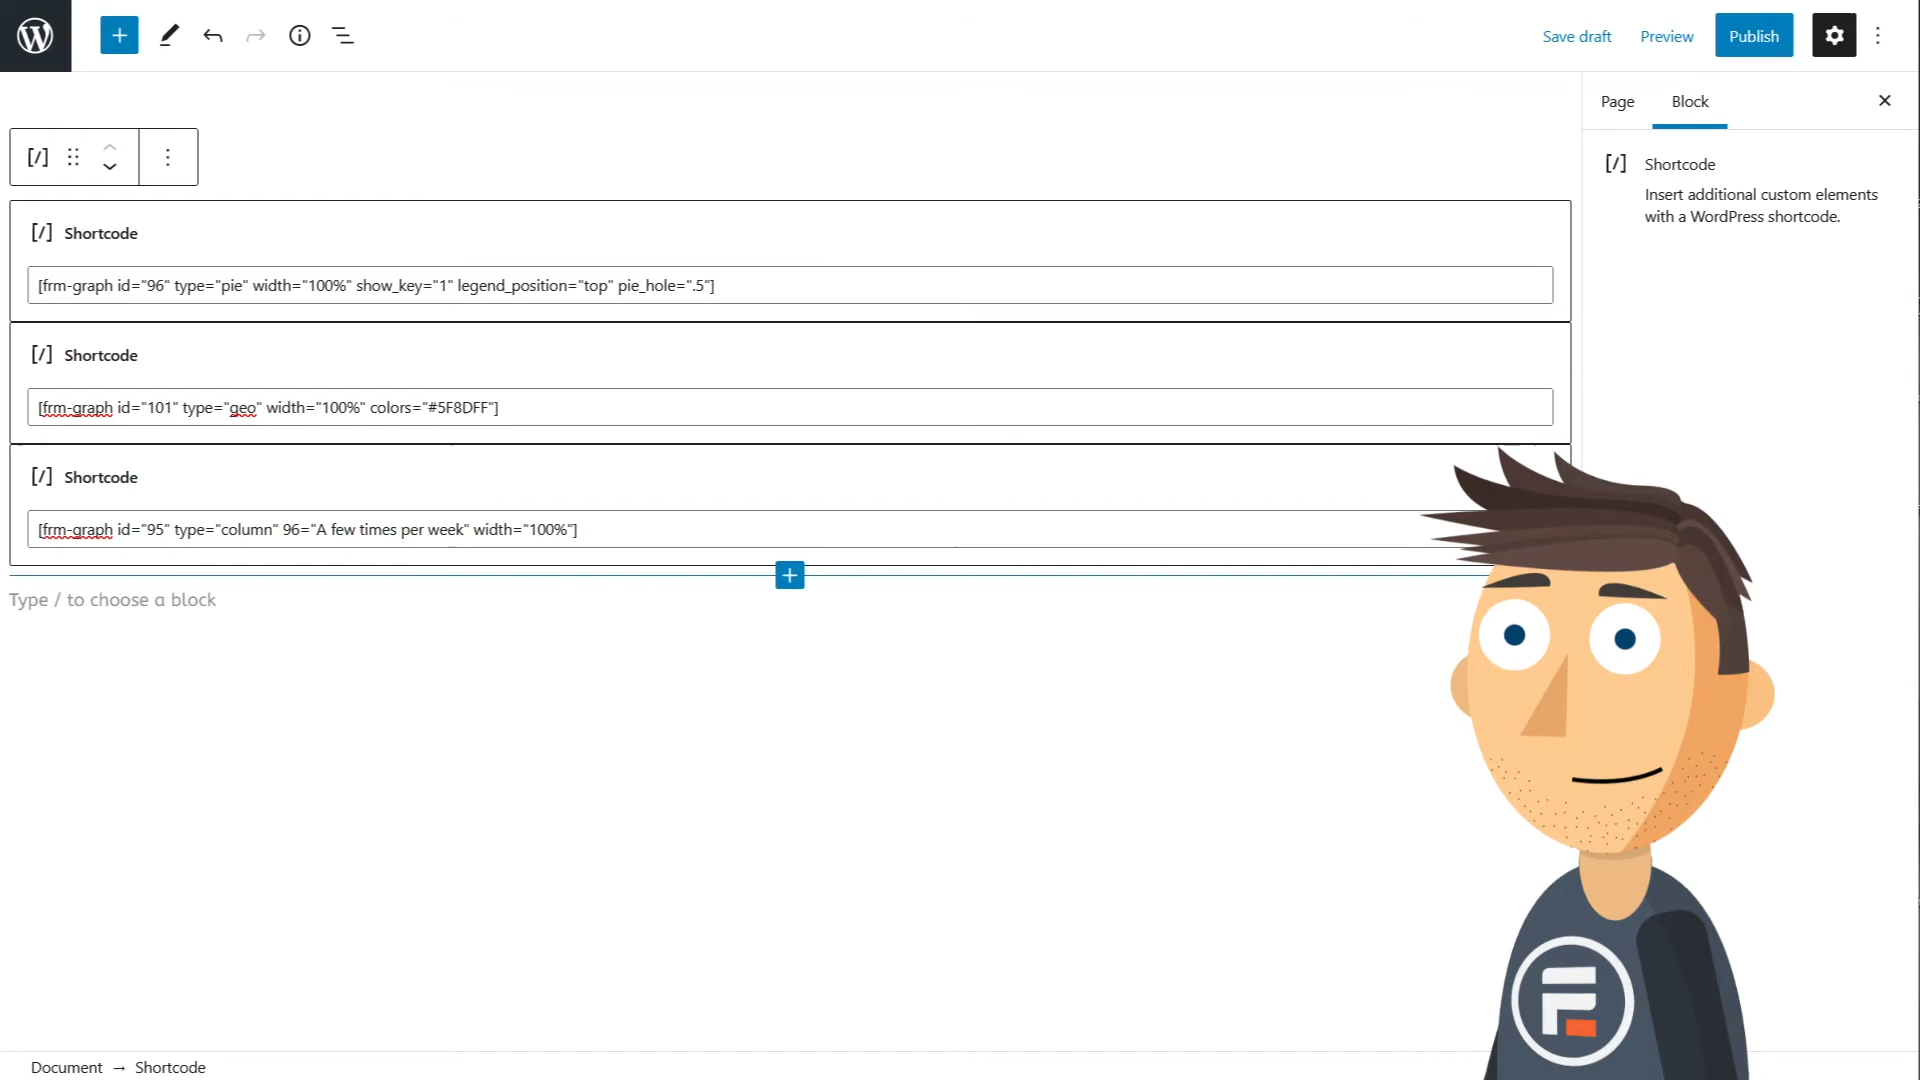 Save draft
Preview
Publish
Page
Block
[/]
[/] Shortcode
Insert additional custom elements
with a WordPress shortcode.
[/] Shortcode
[frm-graph id="96" type="pie" width="100%" show_key="1" legend_position="top" pie_hole=".5"]
[/] Shortcode
[frm-graph id="101" type="geo" width="100%" colors="#5F8DFF"]
[/] Shortcode
[frm-graph id="95" type="column" 96="A few times per week" width="100%"]
Type / to choose a block
Document → Shortcode